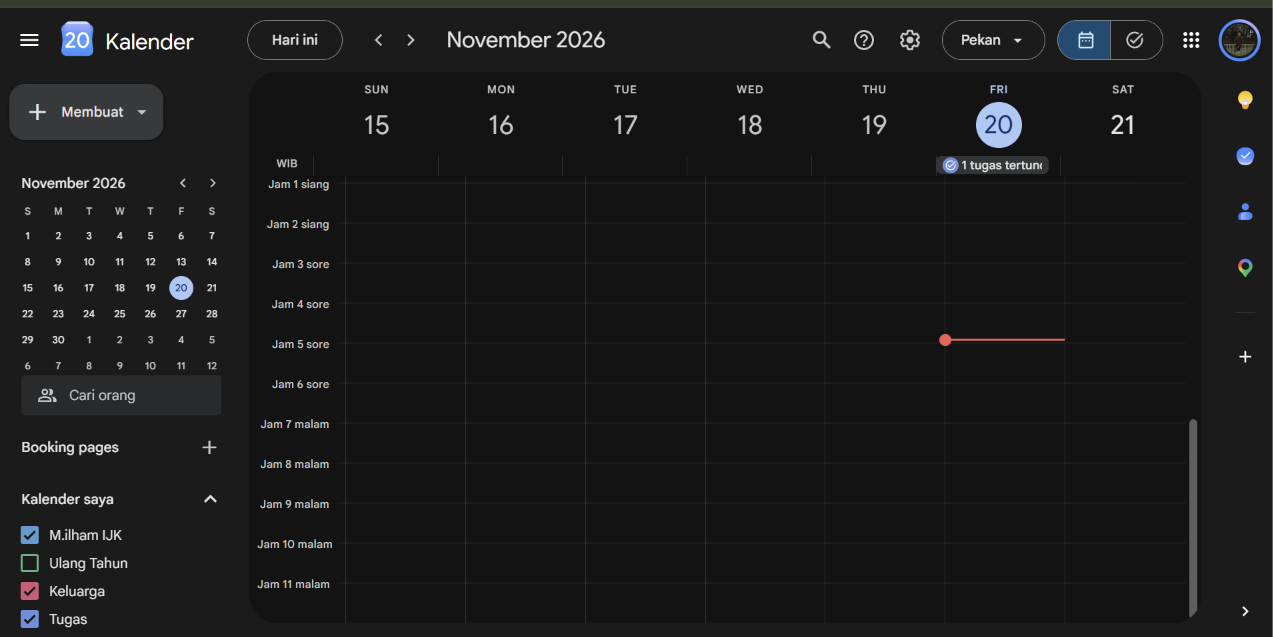 20 Kalender
Hari ini
November 2026
Pekan
Membuat
November 2026
S M T W T F S
1 2 3 4 5 6 7
8 9 10 11 12 13 14
15 16 17 18 19 20 21
22 23 24 25 26 27 28
29 30 1 2 3 4 5
6 7 8 9 10 11 12
Cari orang
Booking pages
Kalender saya
M.ilham IJK
Ulang Tahun
Keluarga
Tugas
SUN MON TUE WED THU FRI SAT
15 16 17 18 19 20 21
WIB
1 tugas tertund
Jam 1 siang
Jam 2 siang
Jam 3 sore
Jam 4 sore
Jam 5 sore
Jam 6 sore
Jam 7 malam
Jam 8 malam
Jam 9 malam
Jam 10 malam
Jam 11 malam